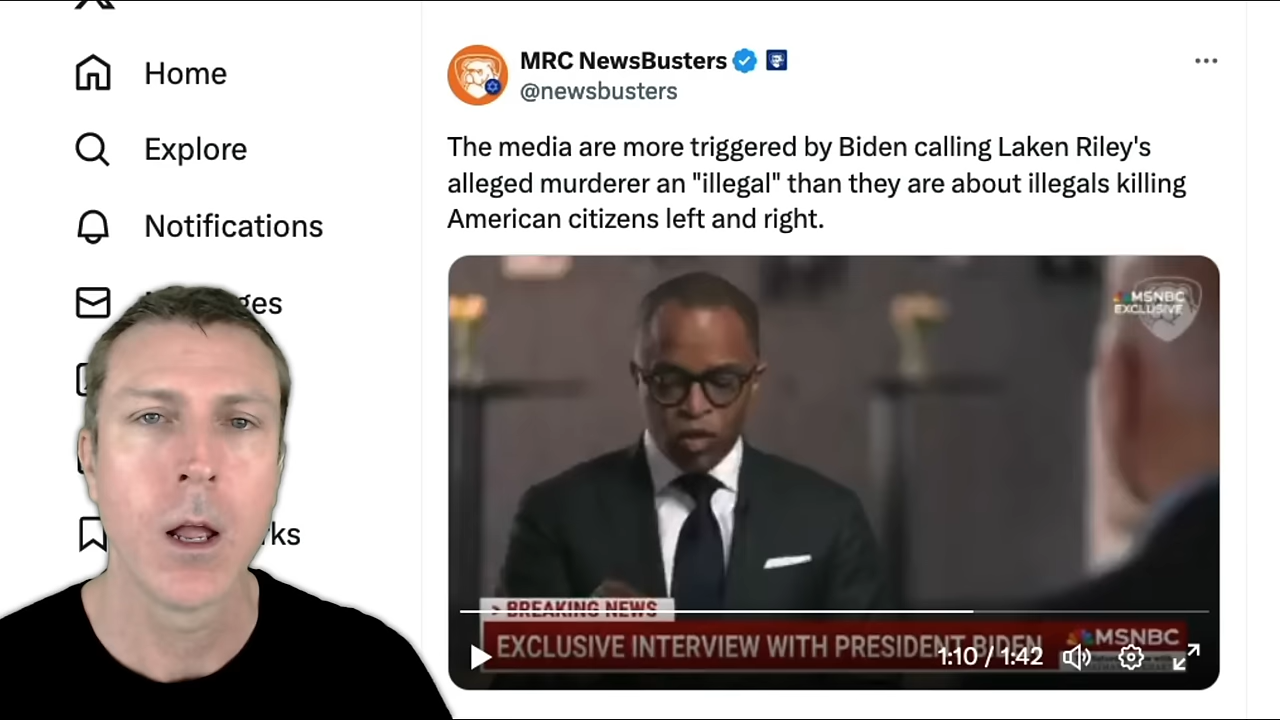 Home
Explore
Notifications
MRC NewsBusters
@newsbusters
The media are more triggered by Biden calling Laken Riley's
alleged murderer an "illegal" than they are about illegals killing
American citizens left and right.
MSNBC
EXCLUSIVE
> BREAKING NEWS
EXCLUSIVE INTERVIEW WITH PRESIDENT BIDEN
MSNBC
1:10 / 1:42